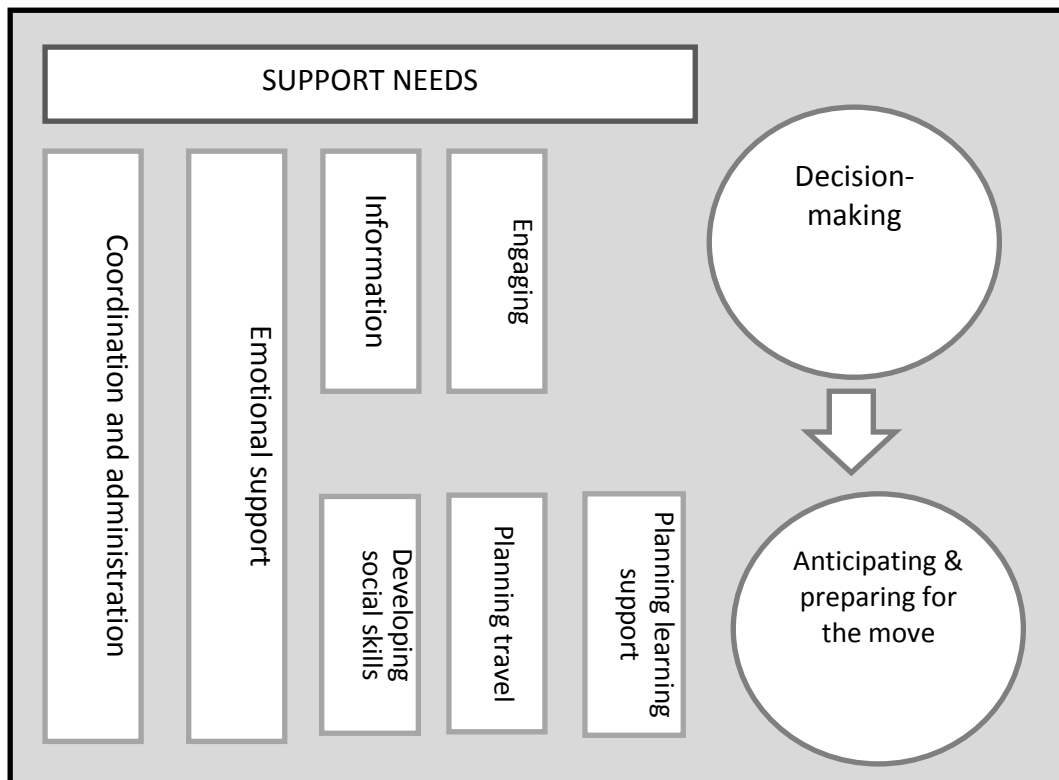 SUPPORT NEEDS
Coordination and administration
Emotional support
Information
Engaging
Decision-
making
Developing
social skills
Planning travel
Planning learning
support
Anticipating &
preparing for
the move